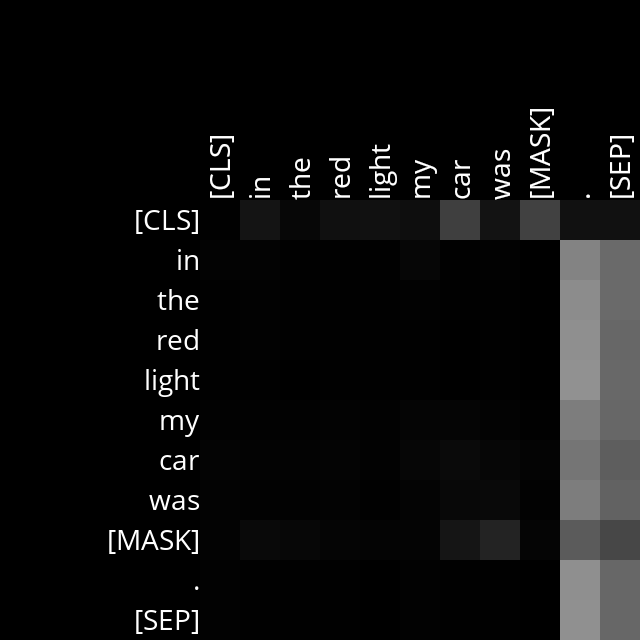 [CLS] in the red light my car was [MASK] . [SEP]
[CLS]
in
the
red
light
my
car
was
[MASK]
.
[SEP]